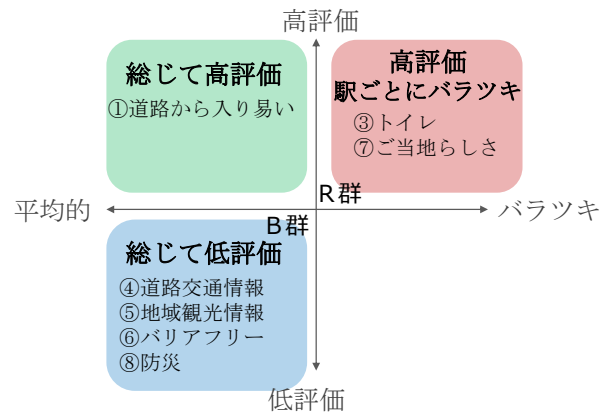 高評価
総じて高評価
①道路から入り易い
高評価
駅ごとにバラツキ
③トイレ
⑦ご当地らしさ
R群
平均的
バラツキ
B群
総じて低評価
④道路交通情報
⑤地域観光情報
⑥バリアフリー
⑧防災
低評価